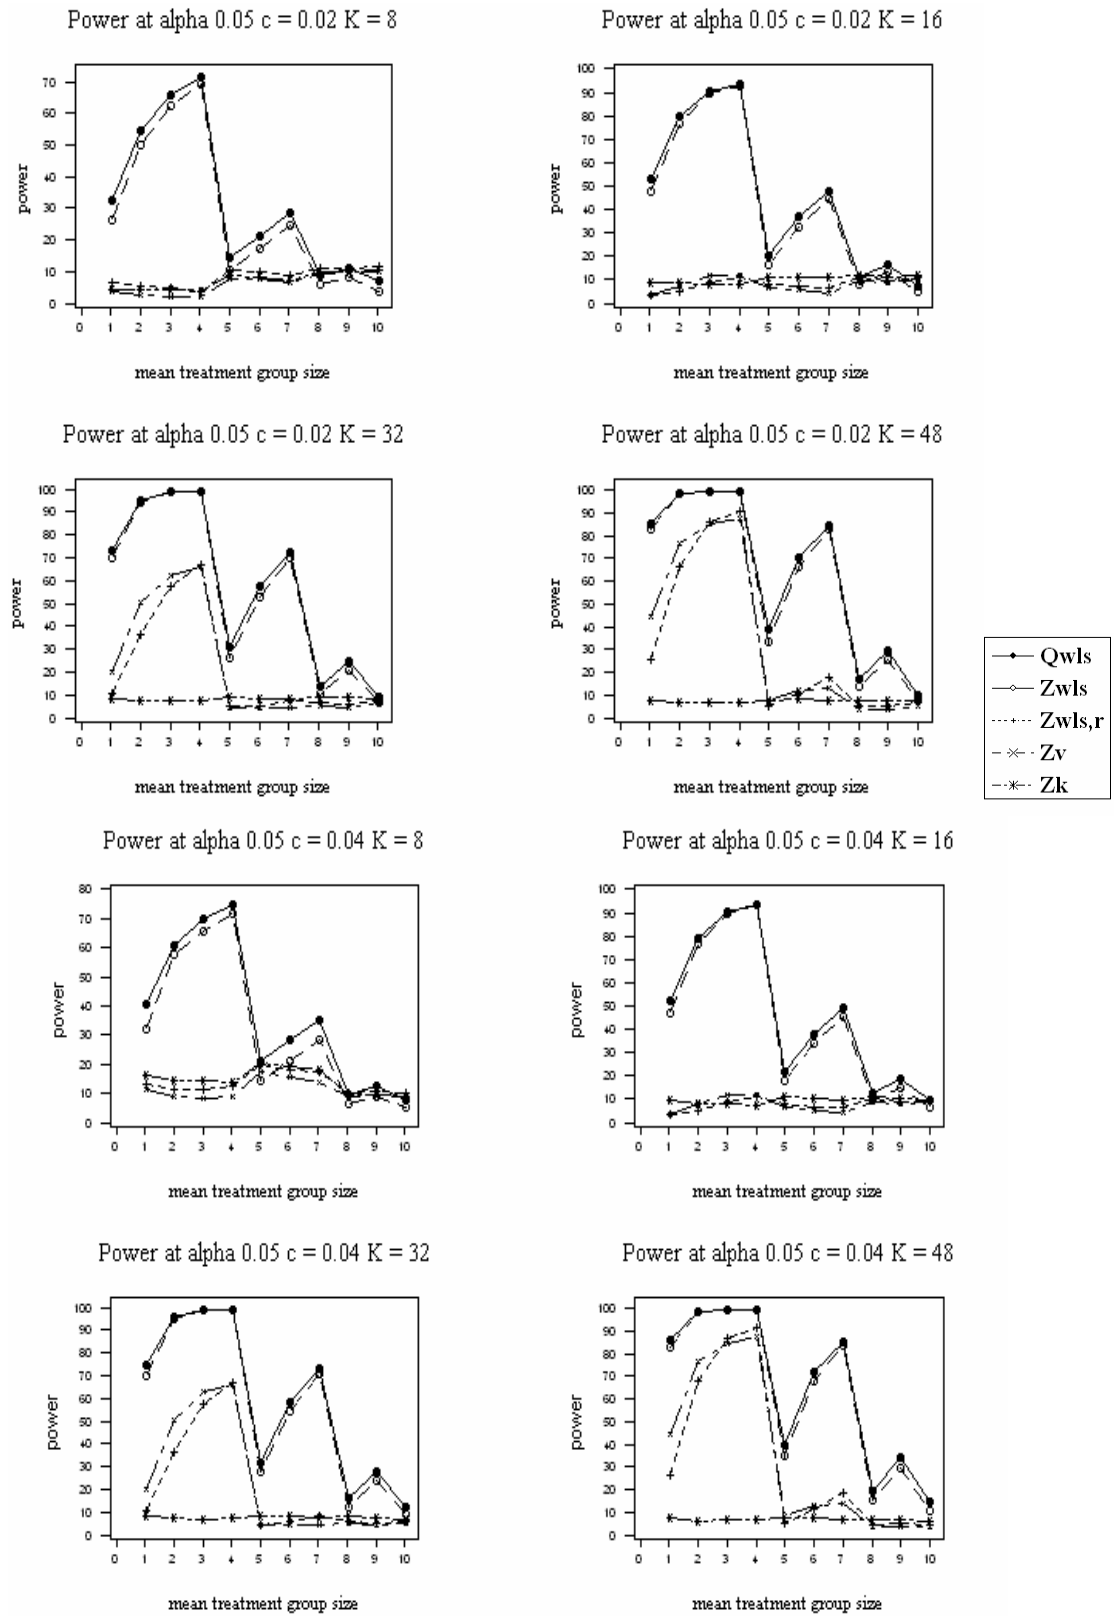 Power at alpha 0.05 c = 0.02 K = 8
power
70
60
50
40
30
20
10
0
0 1 2 3 4 5 6 7 8 9 10
mean treatment group size
Power at alpha 0.05 c = 0.02 K = 16
power
100
90
80
70
60
50
40
30
20
10
0
0 1 2 3 4 5 6 7 8 9 10
mean treatment group size
Power at alpha 0.05 c = 0.02 K = 32
power
100
90
80
70
60
50
40
30
20
10
0
0 1 2 3 4 5 6 7 8 9 10
mean treatment group size
Power at alpha 0.05 c = 0.02 K = 48
power
100
90
80
70
60
50
40
30
20
10
0
0 1 2 3 4 5 6 7 8 9 10
mean treatment group size
Qwls
Zwls
Zwls,r
Zv
Zk
Power at alpha 0.05 c = 0.04 K = 8
power
80
70
60
50
40
30
20
10
0
0 1 2 3 4 5 6 7 8 9 10
mean treatment group size
Power at alpha 0.05 c = 0.04 K = 16
power
100
90
80
70
60
50
40
30
20
10
0
0 1 2 3 4 5 6 7 8 9 10
mean treatment group size
Power at alpha 0.05 c = 0.04 K = 32
power
100
90
80
70
60
50
40
30
20
10
0
0 1 2 3 4 5 6 7 8 9 10
mean treatment group size
Power at alpha 0.05 c = 0.04 K = 48
power
100
90
80
70
60
50
40
30
20
10
0
0 1 2 3 4 5 6 7 8 9 10
mean treatment group size